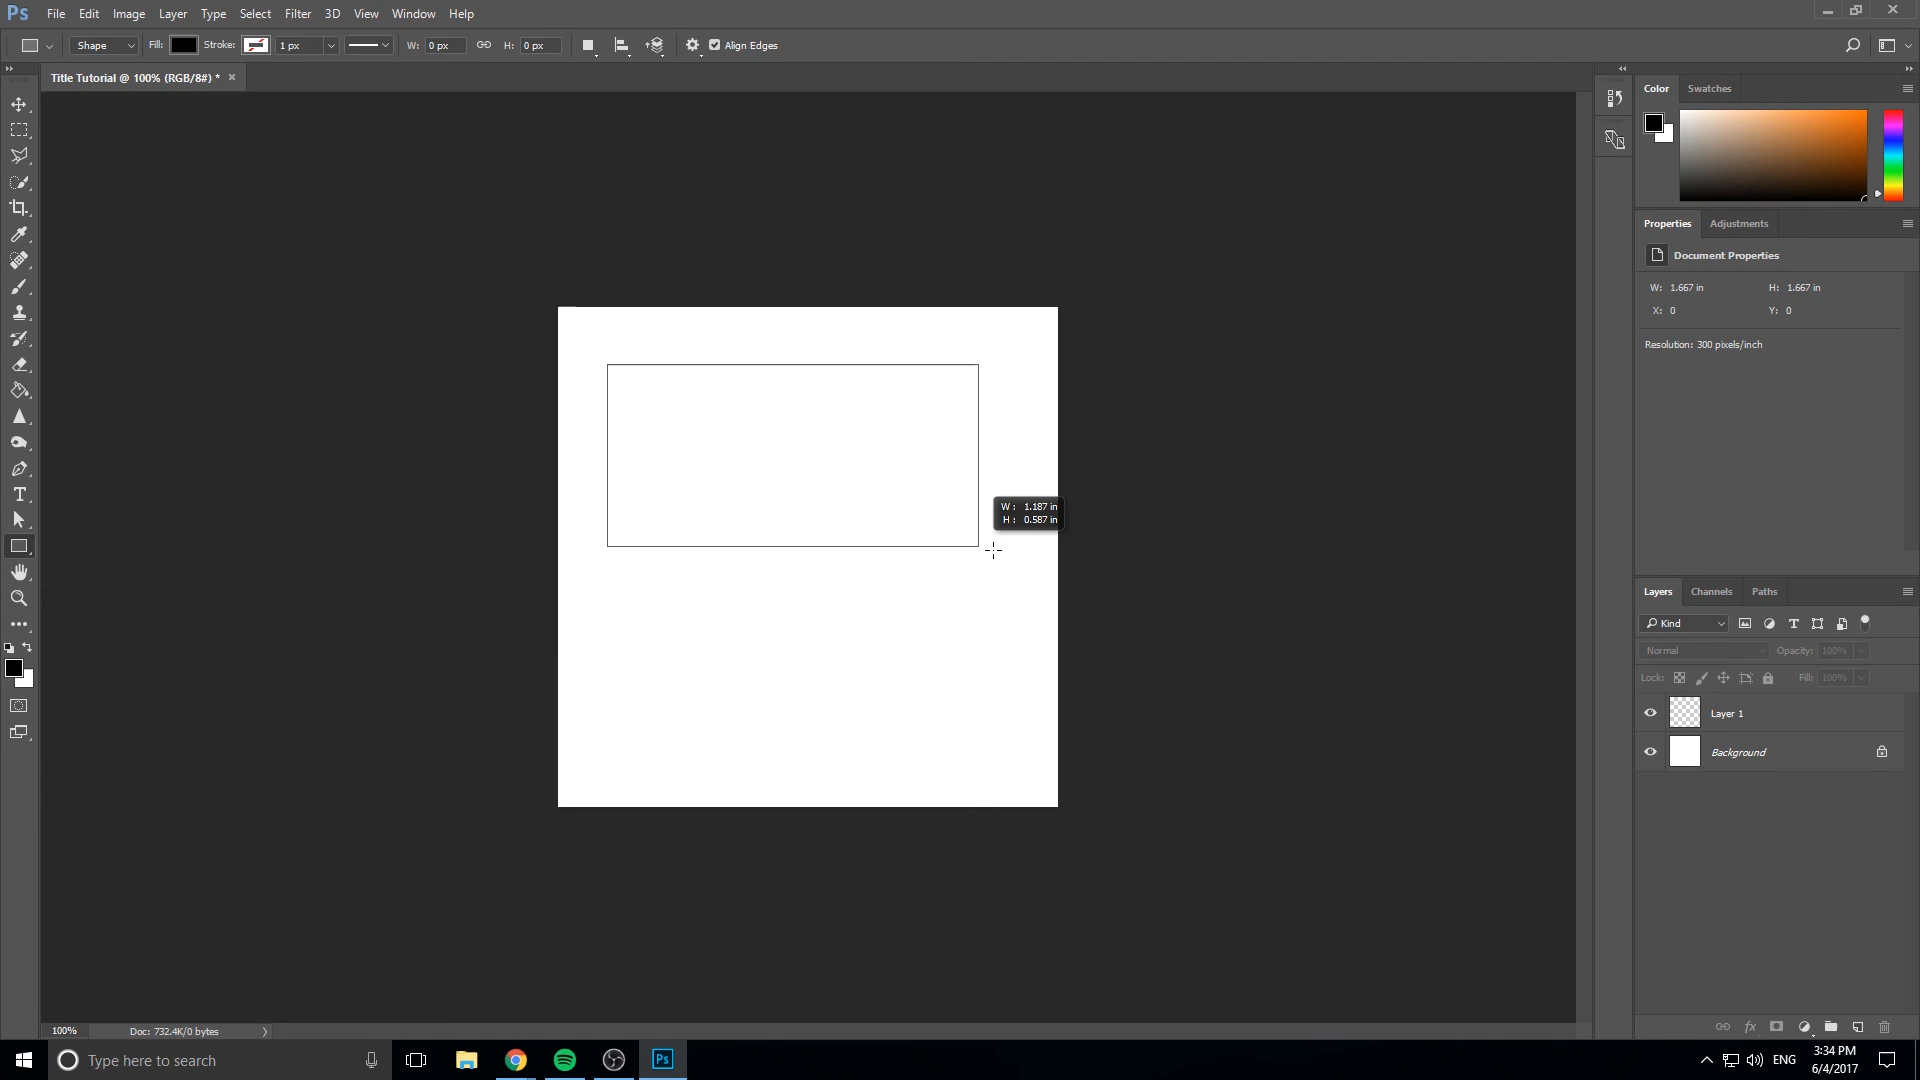 Ps File Edit Image Layer Type Select Filter 3D View Window Help
Shape Fill: Stroke: 1 px W: 0 px H: 0 px Align Edges
Title Tutorial @ 100% (RGB/8#) * ×
Color Swatches
Properties Adjustments
Document Properties
W: 1.667 in H: 1.667 in
X: 0 Y: 0
Resolution: 300 pixels/inch
W : 1.187 in
H : 0.587 in
Layers Channels Paths
Kind
Normal Opacity: 100%
Lock: Fill: 100%
Layer 1
Background
100% Doc: 732.4K/0 bytes
Type here to search
Ps
ENG
3:34 PM
6/4/2017